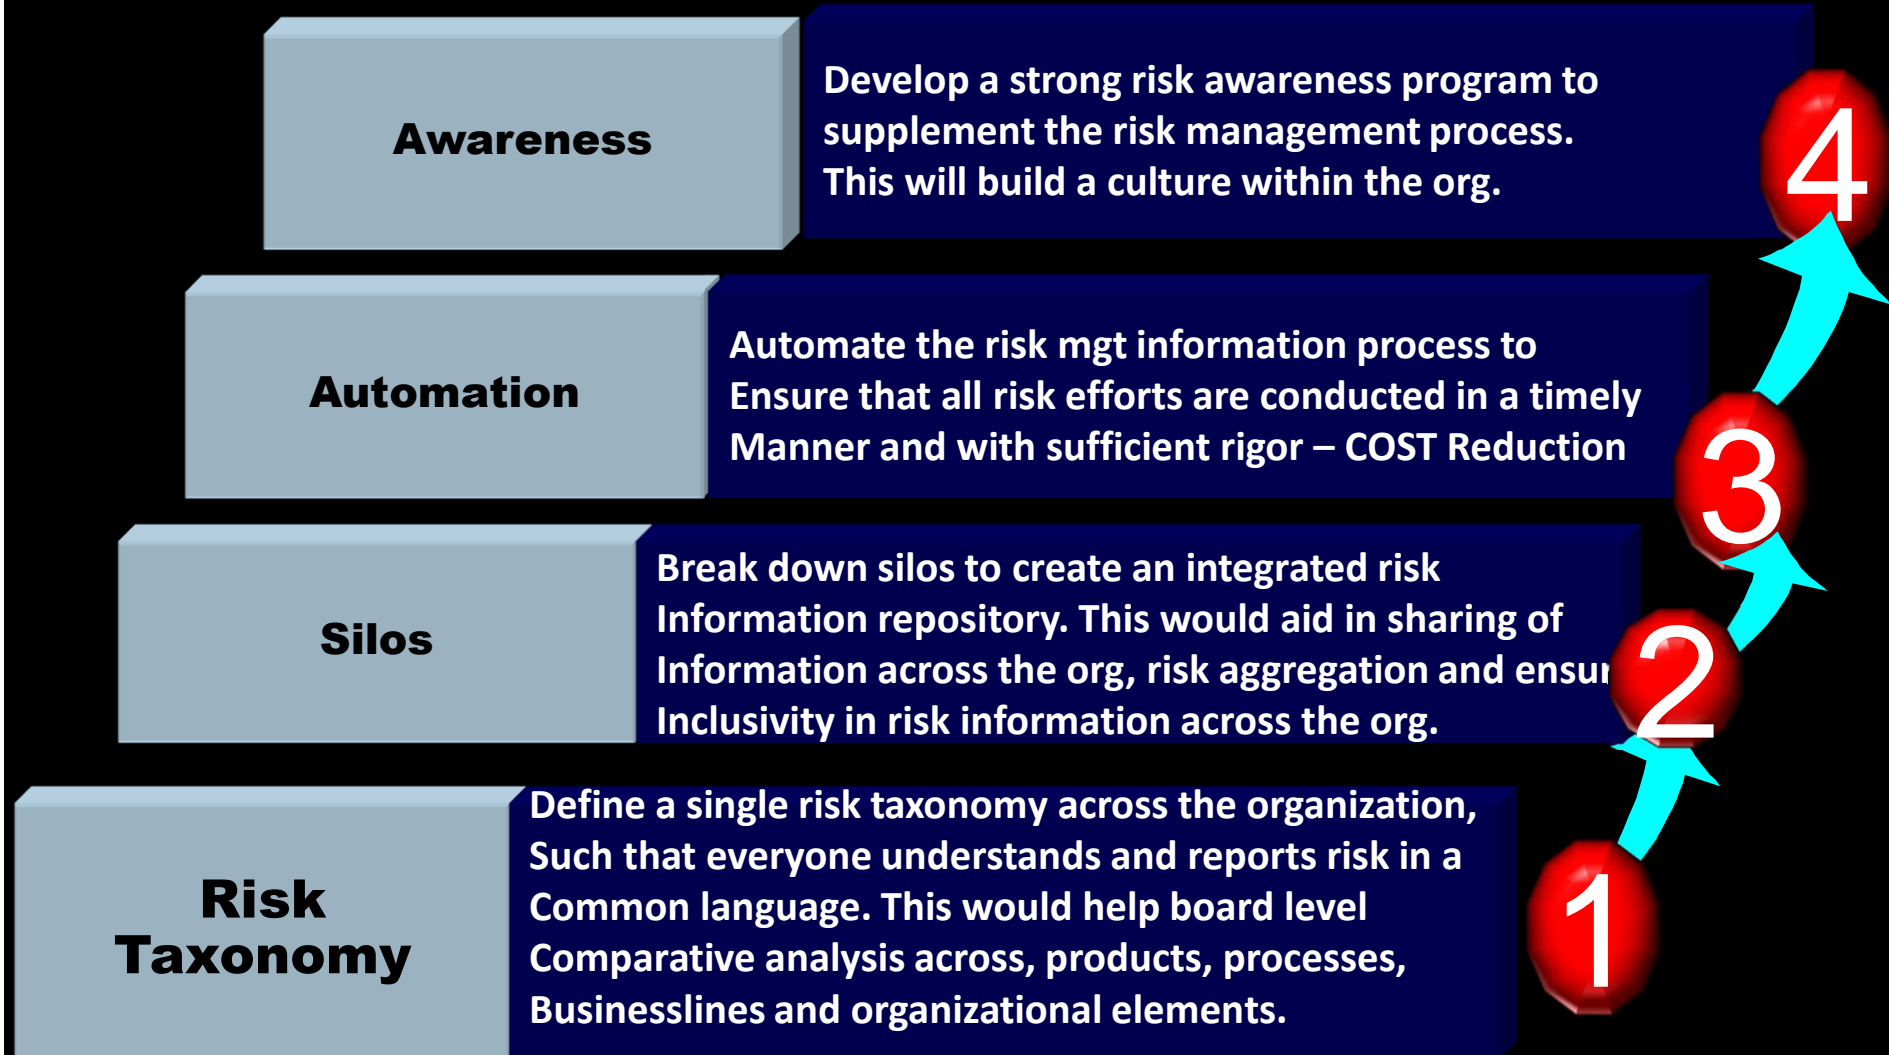 Awareness
Develop a strong risk awareness program to
supplement the risk management process.
This will build a culture within the org.
4
Automation
Automate the risk mgt information process to
Ensure that all risk efforts are conducted in a timely
Manner and with sufficient rigor – COST Reduction
3
Silos
Break down silos to create an integrated risk
Information repository. This would aid in sharing of
Information across the org, risk aggregation and
Inclusivity in risk information across the org.
2
Risk
Taxonomy
Define a single risk taxonomy across the organization,
Such that everyone understands and reports risk in a
Common language. This would help board level
Comparative analysis across, products, processes,
Businesslines and organizational elements.
1